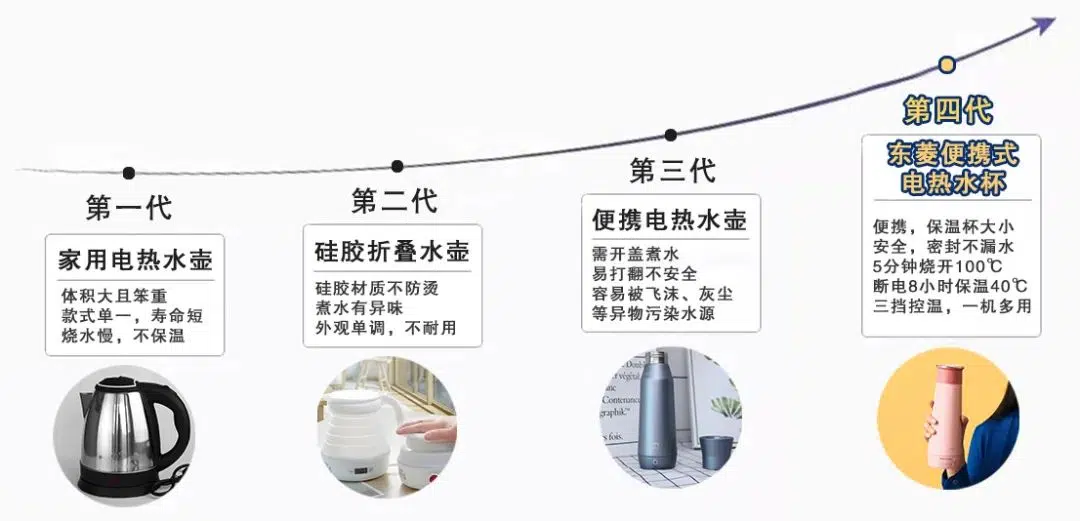 第一代
家用电热水壶
体积大且笨重
款式单一，寿命短
烧水慢，不保温
第二代
硅胶折叠水壶
硅胶材质不防烫
煮水有异味
外观单调，不耐用
第三代
便携电热水壶
需开盖煮水
易打翻不安全
容易被飞沫、灰尘
等异物污染水源
第四代
东菱便携式
电热水杯
便携，保温杯大小
安全，密封不漏水
5分钟烧开100℃
断电8小时保温40℃
三挡控温，一机多用